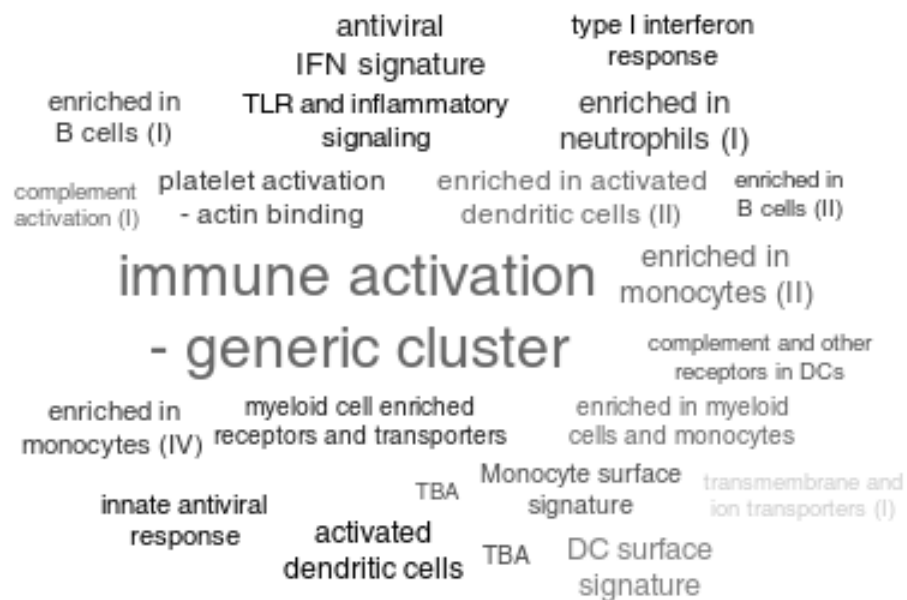 antiviral
IFN signature
type I interferon
response
enriched in
B cells (I)
TLR and inflammatory
signaling
enriched in
neutrophils (I)
complement
activation (I)
platelet activation
- actin binding
enriched in activated
dendritic cells (II)
enriched in
B cells (II)
immune activation
- generic cluster
enriched in
monocytes (II)
complement and other
receptors in DCs
enriched in
monocytes (IV)
myeloid cell enriched
receptors and transporters
enriched in myeloid
cells and monocytes
innate antiviral
response
TBA
Monocyte surface
signature
transmembrane and
ion transporters (I)
activated
dendritic cells
TBA
DC surface
signature